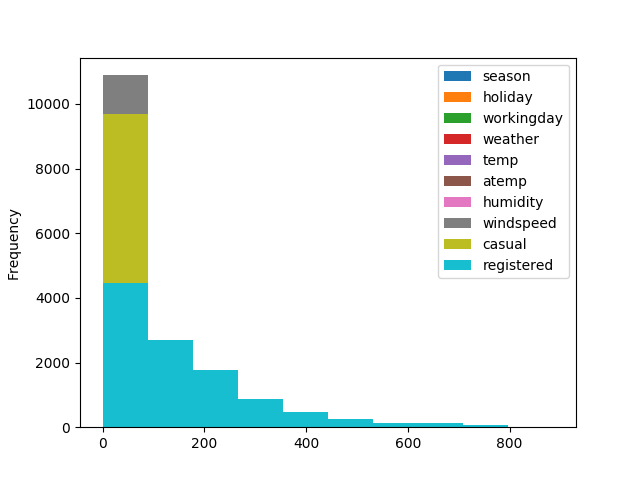 10000
8000
6000
4000
2000
0
Frequency
0 200 400 600 800
season
holiday
workingday
weather
temp
atemp
humidity
windspeed
casual
registered